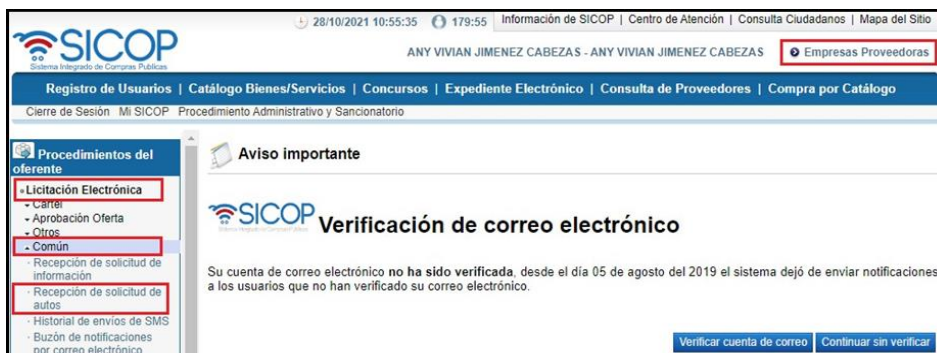 28/10/2021 10:55:35 179:55 Información de SICOP | Centro de Atención | Consulta Ciudadanos | Mapa del Sitio
SICOP
Sistema Integrado de Compras Públicas
ANY VIVIAN JIMENEZ CABEZAS - ANY VIVIAN JIMENEZ CABEZAS Empresas Proveedoras
Registro de Usuarios | Catálogo Bienes/Servicios | Concursos | Expediente Electrónico | Consulta de Proveedores | Compra por Catálogo
Cierre de Sesión Mi SICOP Procedimiento Administrativo y Sancionatorio
Procedimientos del
oferente
Licitación Electrónica
Cartel
Aprobación Oferta
Otros
Común
Recepción de solicitud de
información
Recepción de solicitud de
autos
Historial de envíos de SMS
Buzón de notificaciones
por correo electrónico
Aviso importante
SICOP
Verificación de correo electrónico
Su cuenta de correo electrónico no ha sido verificada, desde el día 05 de agosto del 2019 el sistema dejó de enviar notificaciones
a los usuarios que no han verificado su correo electrónico.
Verificar cuenta de correo Continuar sin verificar